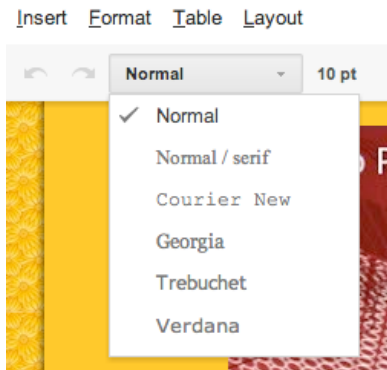 Insert Format Table Layout
Normal 10 pt
Normal
Normal / serif
Courier New
Georgia
Trebuchet
Verdana